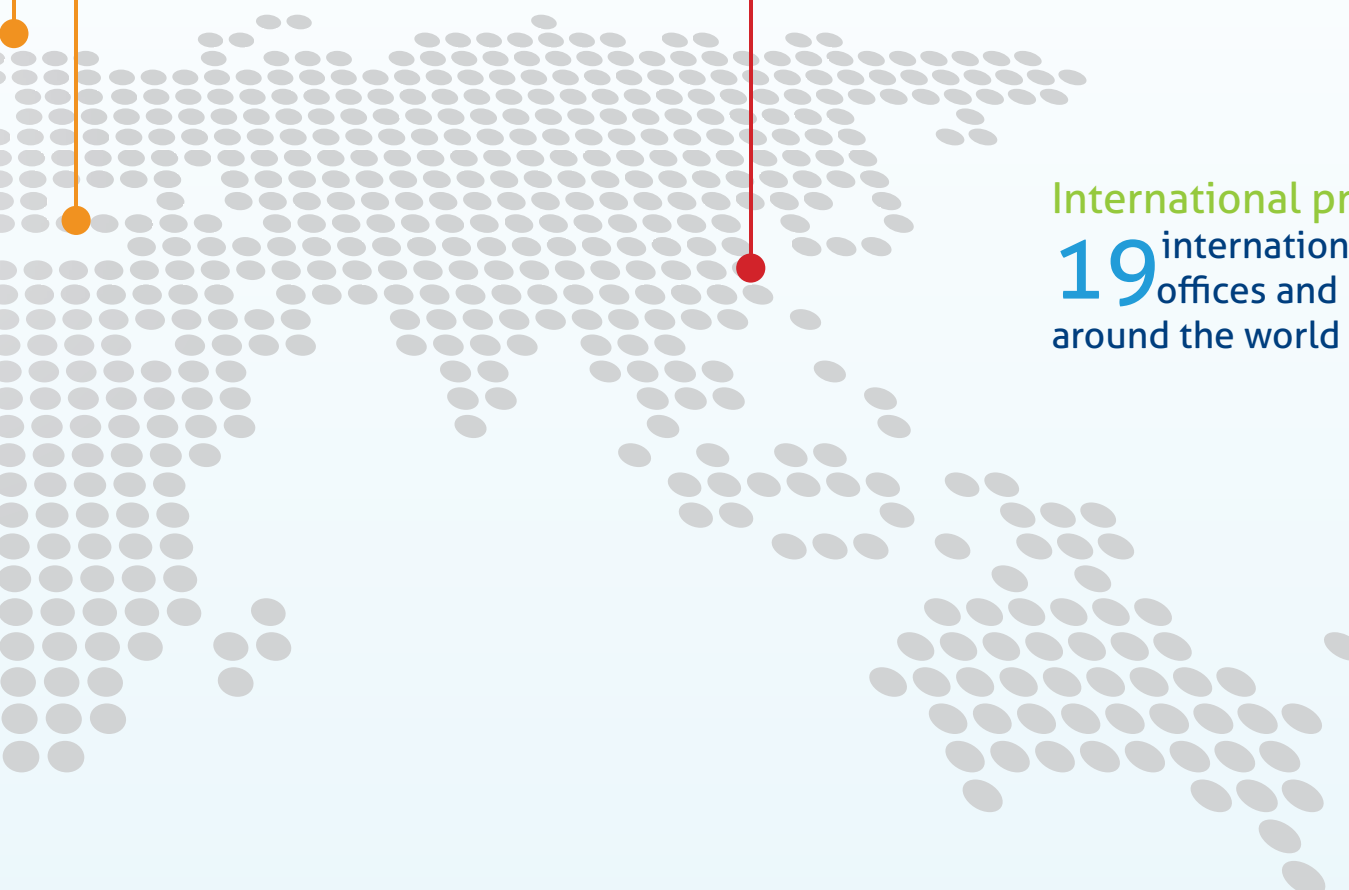 International pr
19 internation
offices and
around the world